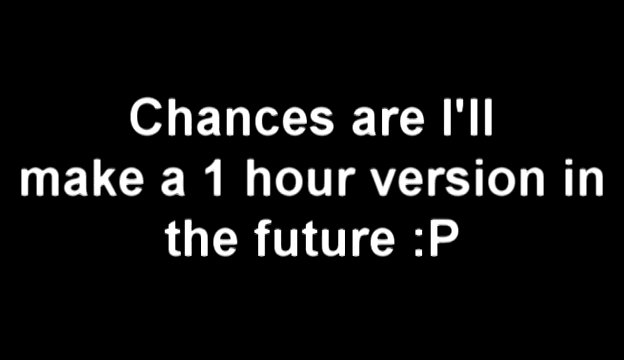 Chances are I'll
make a 1 hour version in
the future :P